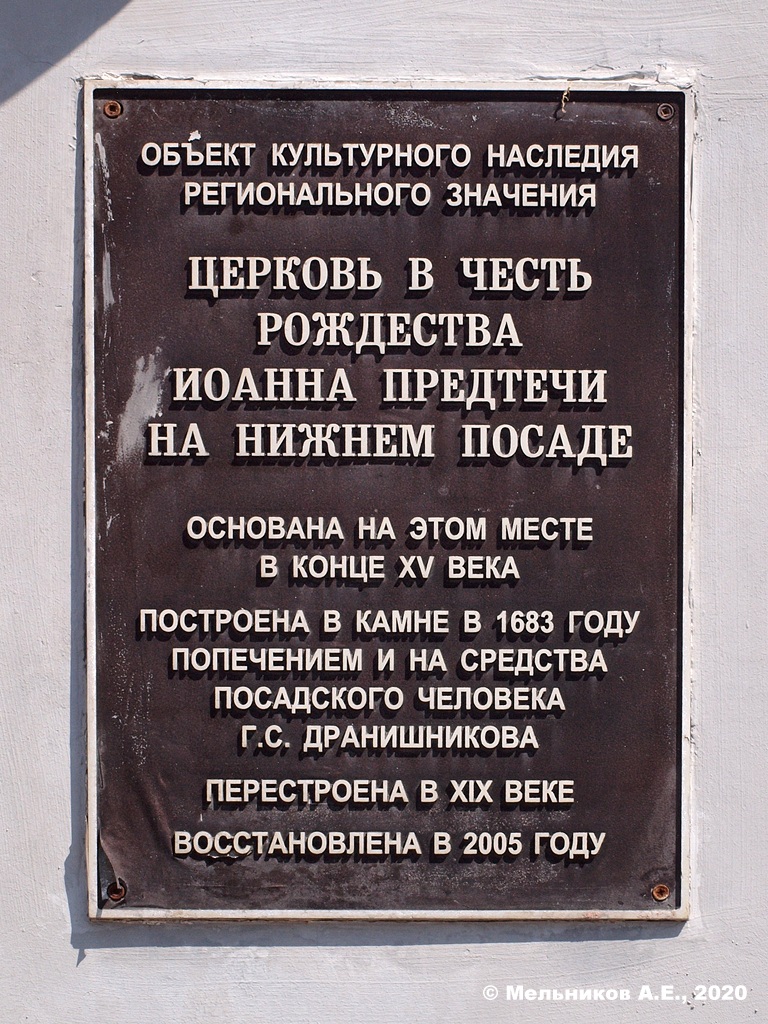 ОБЪЕКТ КУЛЬТУРНОГО НАСЛЕДИЯ
РЕГИОНАЛЬНОГО ЗНАЧЕНИЯ
ЦЕРКОВЬ В ЧЕСТЬ
РОЖДЕСТВА
ИОАННА ПРЕДТЕЧИ
НА НИЖНЕМ ПОСАДЕ
ОСНОВАНА НА ЭТОМ МЕСТЕ
В КОНЦЕ XV ВЕКА
ПОСТРОЕНА В КАМНЕ В 1683 ГОДУ
ПОПЕЧЕНИЕМ И НА СРЕДСТВА
ПОСАДСКОГО ЧЕЛОВЕКА
Г.С. ДРАНИШНИКОВА
ПЕРЕСТРОЕНА В XIX ВЕКЕ
ВОССТАНОВЛЕНА В 2005 ГОДУ
© Мельников А.Е., 2020